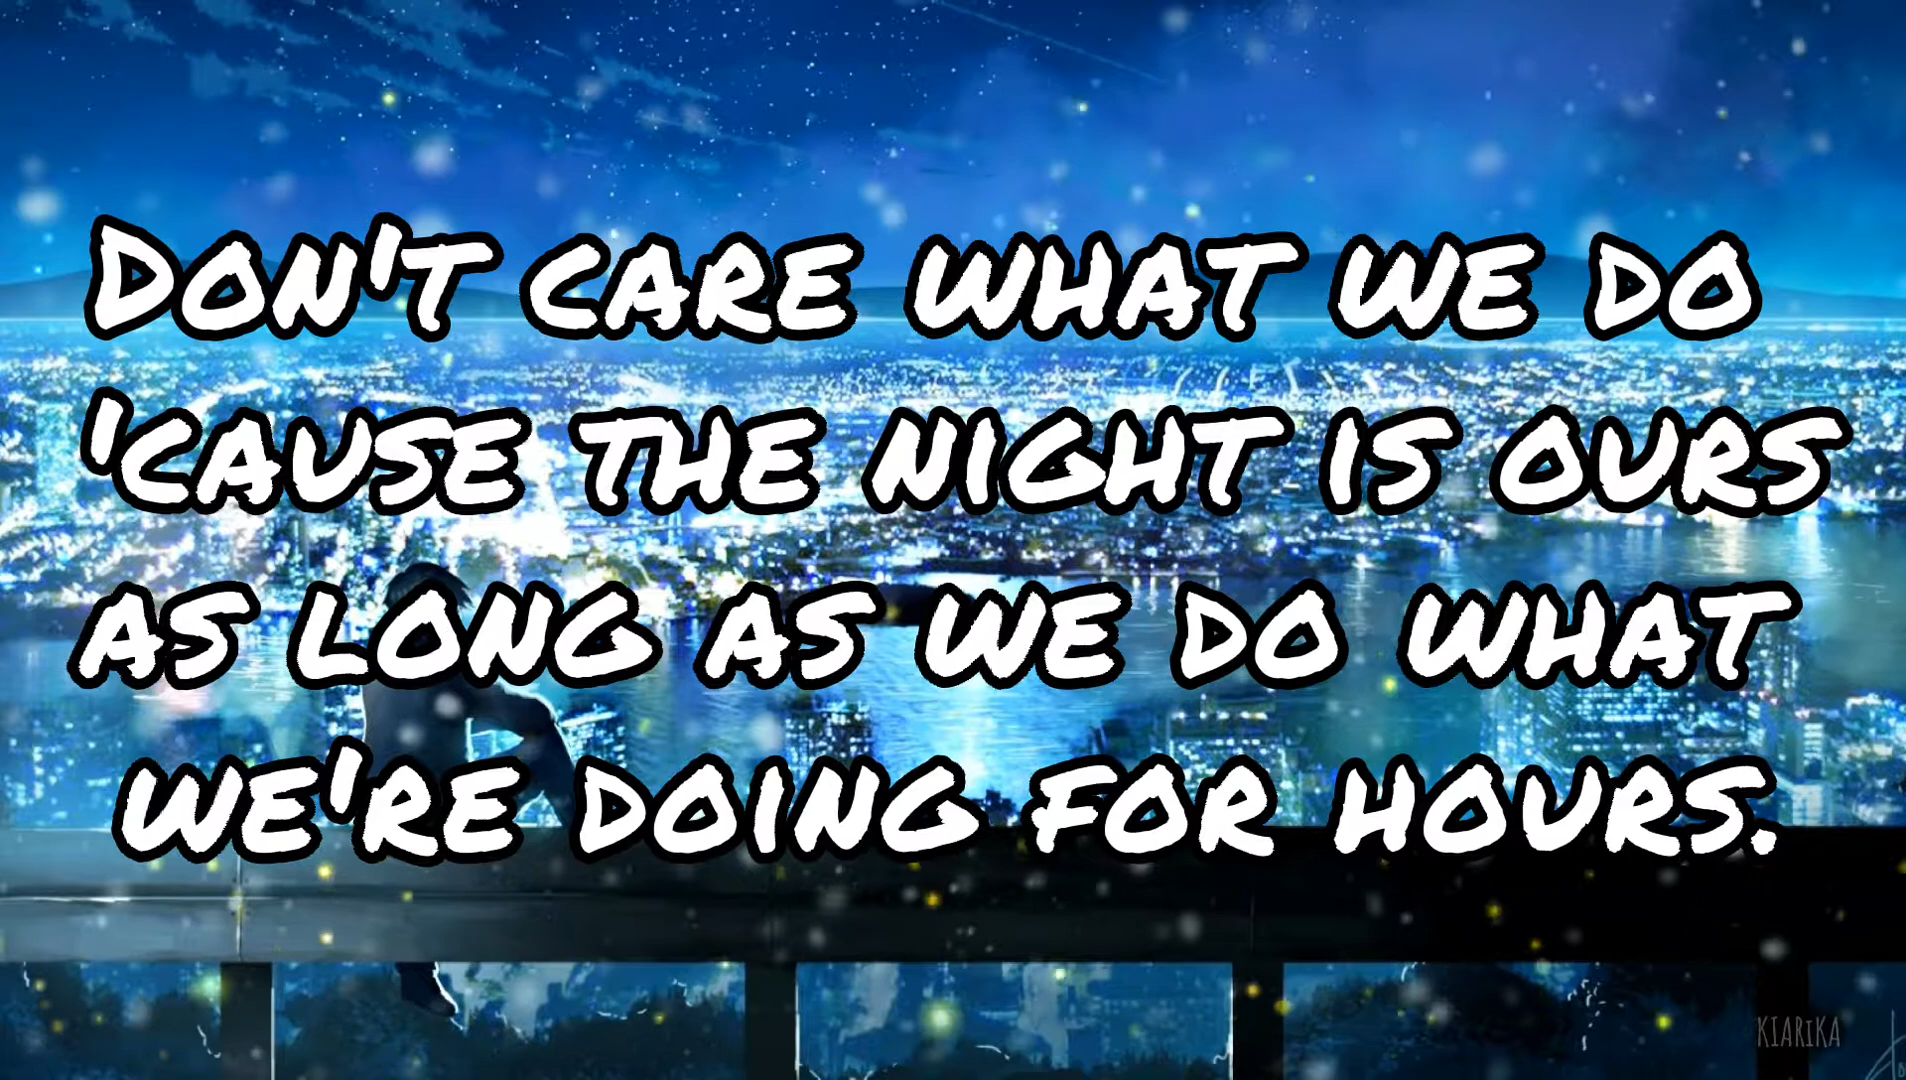 Don't care what we do
'cause the night is ours
as long as we do what
we're doing for hours.
KIARIKA